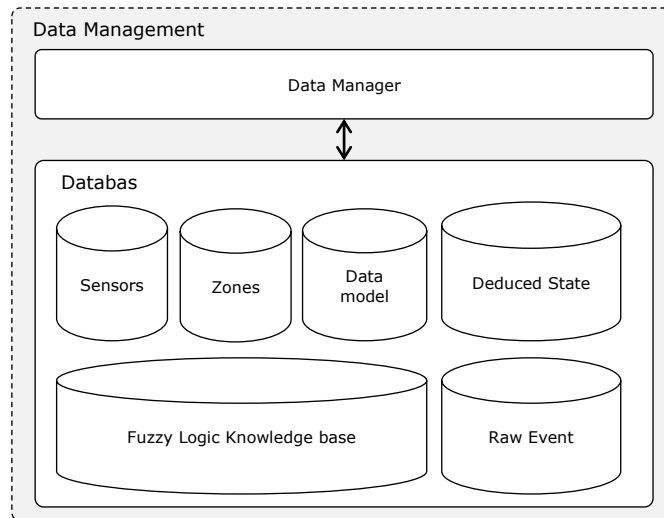 Data Management
Data Manager
Databas
Sensors
Zones
Data
model
Deduced State
Fuzzy Logic Knowledge base
Raw Event